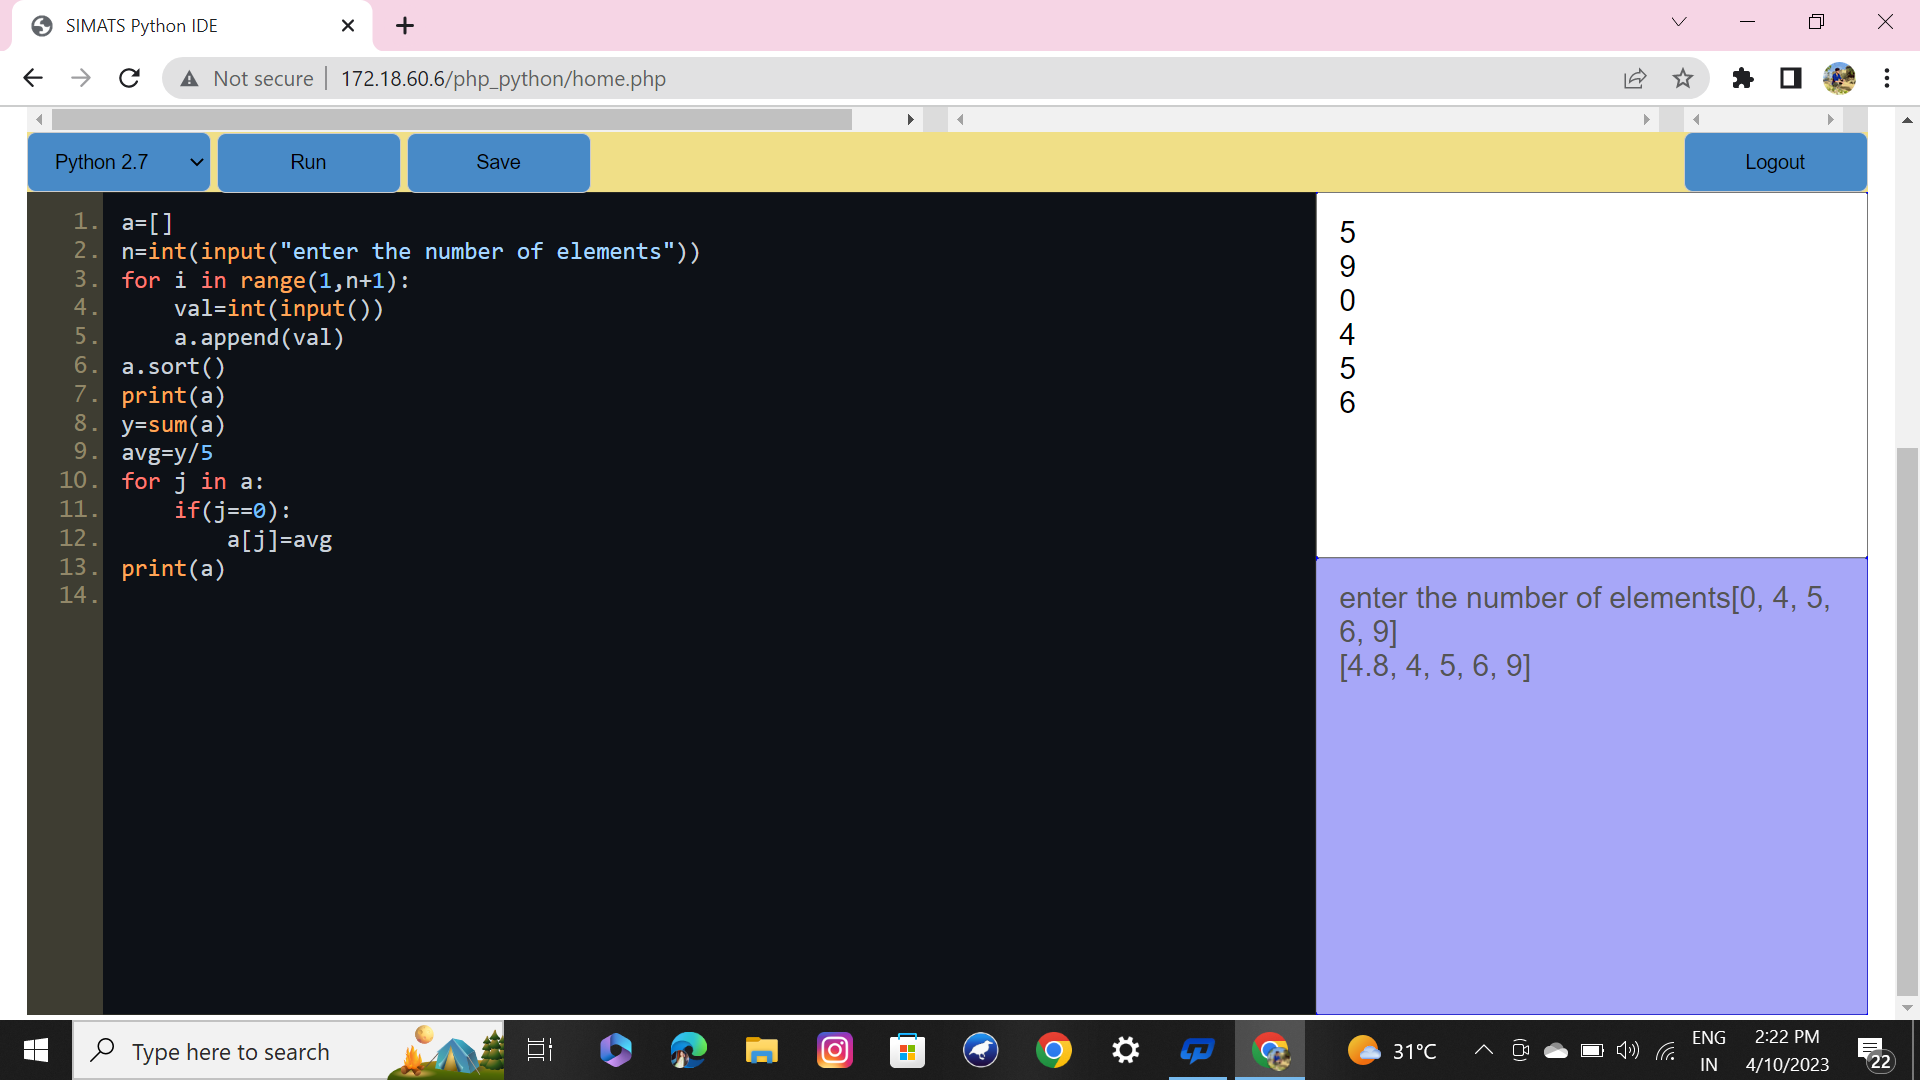 SIMATS Python IDE
Not secure
172.18.60.6/php_python/home.php
Python 2.7
Run
Save
Logout
1. a=[]
2. n=int(input("enter the number of elements"))
3. for i in range(1,n+1):
4.     val=int(input())
5.     a.append(val)
6. a.sort()
7. print(a)
8. y=sum(a)
9. avg=y/5
10. for j in a:
11.     if(j==0):
12.         a[j]=avg
13. print(a)
14.
5
9
0
4
5
6
enter the number of elements[0, 4, 5,
6, 9]
[4.8, 4, 5, 6, 9]
Type here to search
31°C
ENG
IN
2:22 PM
4/10/2023
22